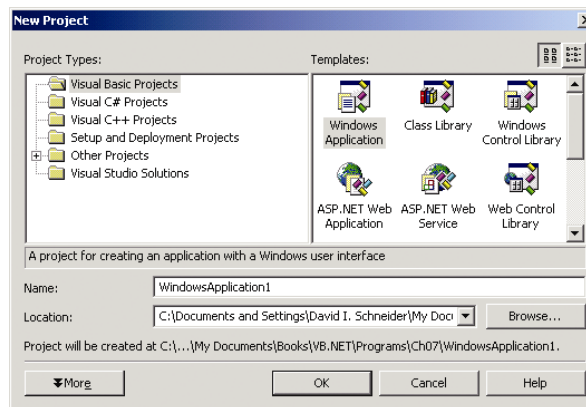 New Project
Project Types:
Templates:
Visual Basic Projects
Visual C# Projects
Visual C++ Projects
Setup and Deployment Projects
Other Projects
Visual Studio Solutions
Windows Application
Class Library
Windows Control Library
ASP.NET Web Application
ASP.NET Web Service
Web Control Library
A project for creating an application with a Windows user interface
Name:
WindowsApplication1
Location:
C:\Documents and Settings\David I. Schneider\My Docu
Browse...
Project will be created at C:\...\My Documents\Books\VB.NET\Programs\Ch07\WindowsApplication1.
More
OK
Cancel
Help